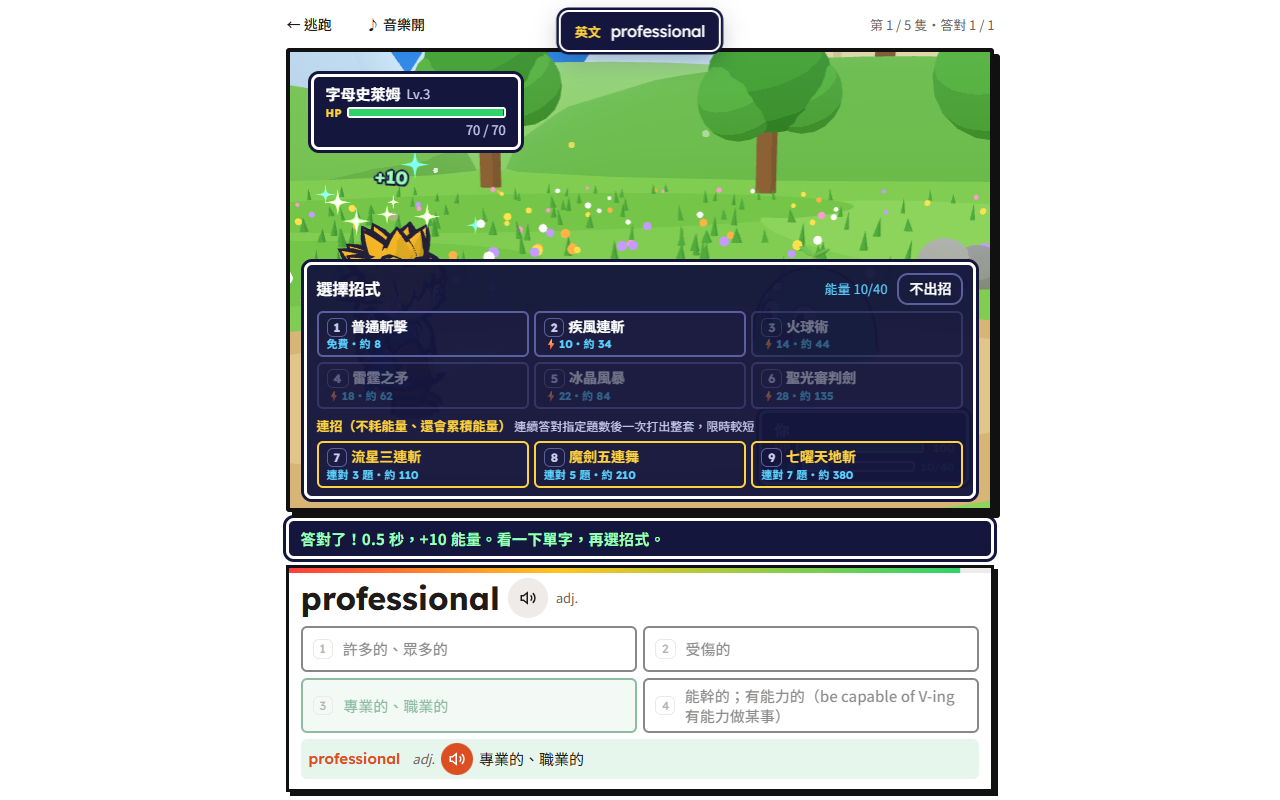 ← 逃跑
♪ 音樂開
英文 professional
第 1 / 5 隻・答對 1 / 1
字母史萊姆 Lv.3
HP
70 / 70
+10
選擇招式
能量 10/40
不出招
1 普通斬擊
免費・約 8
2 疾風連斬
10・約 34
3 火球術
14・約 44
4 雷霆之矛
18・約 62
5 冰晶風暴
22・約 84
6 聖光審判劍
28・約 135
連招（不耗能量、還會累積能量） 連續答對指定題數後一次打出整套，限時較短
7 流星三連斬
連對 3 題・約 110
8 魔劍五連舞
連對 5 題・約 210
9 七曜天地斬
連對 7 題・約 380
答對了！0.5 秒，+10 能量。看一下單字，再選招式。
professional adj.
1 許多的、眾多的
2 受傷的
3 專業的、職業的
4 能幹的；有能力的（be capable of V-ing
有能力做某事）
professional adj. 專業的、職業的